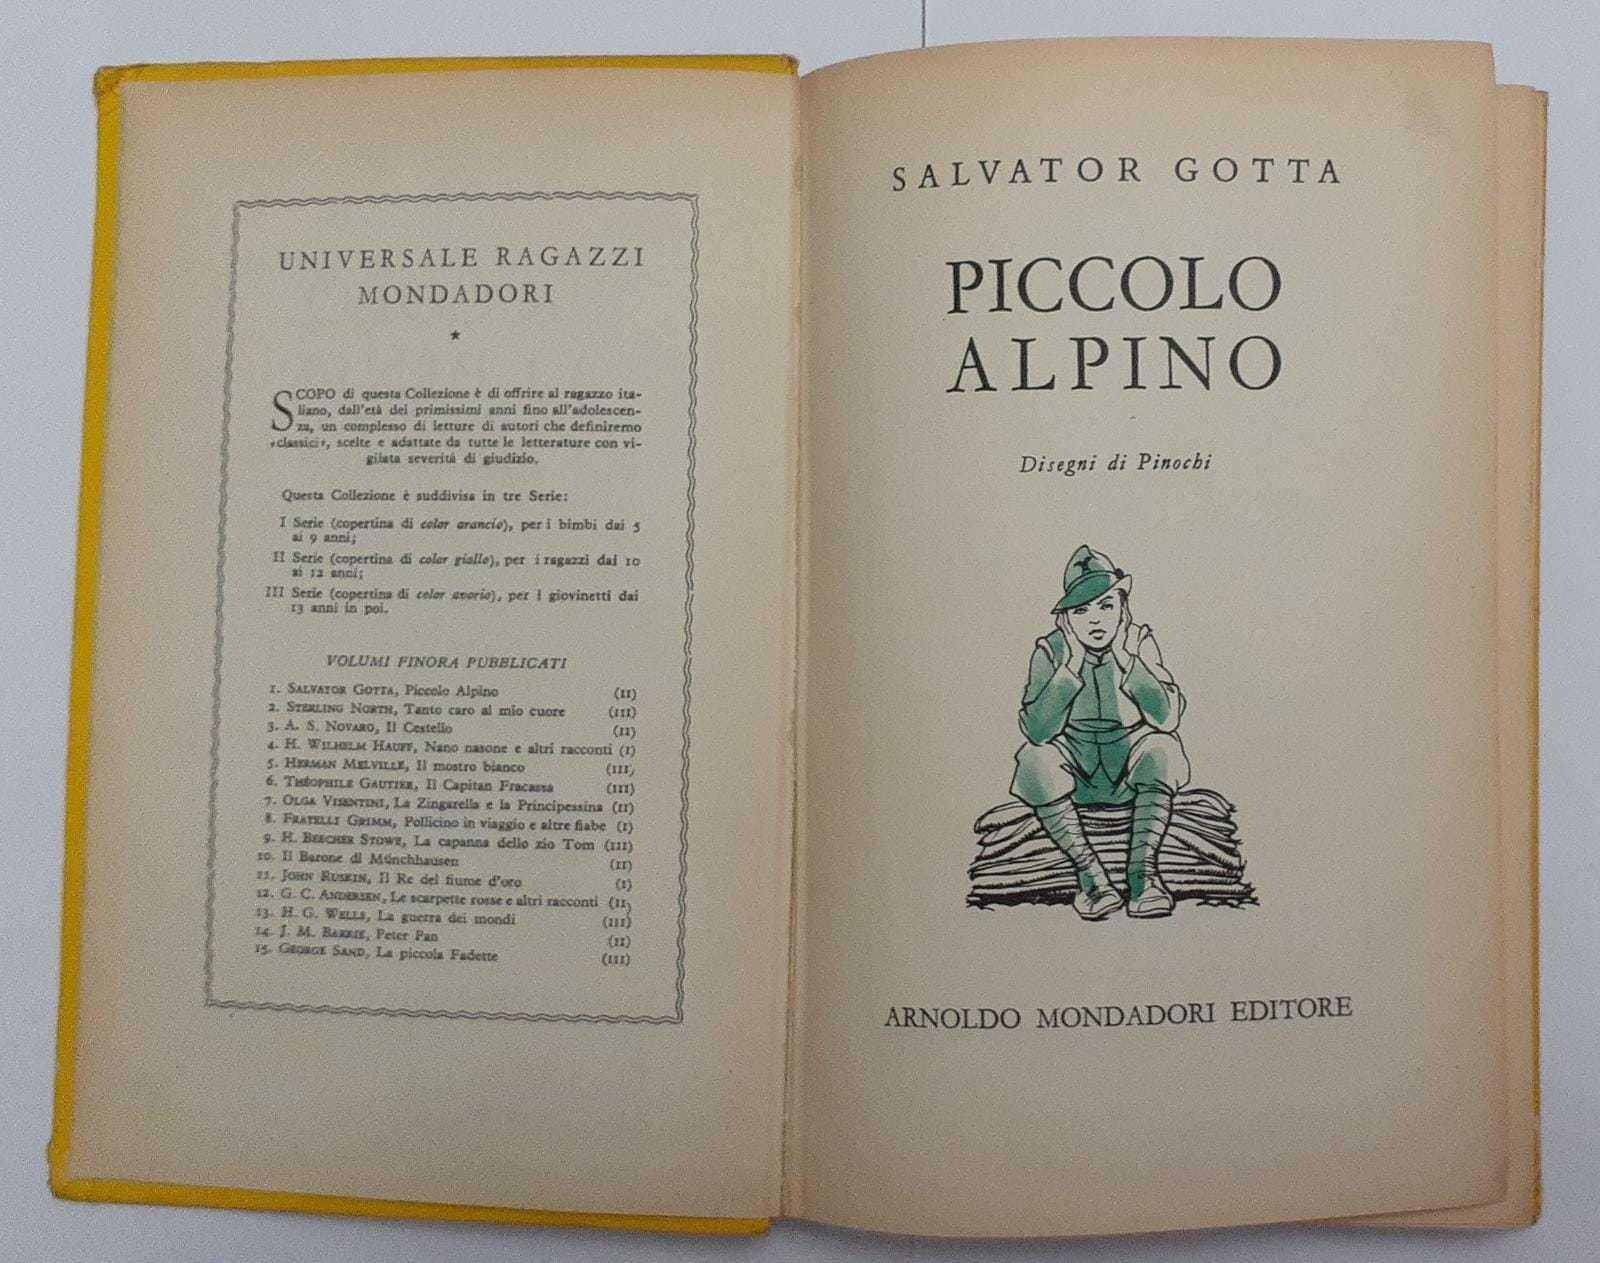 UNIVERSALE RAGAZZI
MONDADORI
★
SCOPO di questa Collezione è di offrire al ragazzo ita-
liano, dall'età dei primissimi anni fino all'adolescen-
za, un complesso di letture di autori che definiremo
«classici», scelte e adattate da tutte le letterature con vi-
gilata severità di giudizio.
Questa Collezione è suddivisa in tre Serie:
I Serie (copertina di color arancio), per i bimbi dai 5
ai 9 anni;
II Serie (copertina di color giallo), per i ragazzi dai 10
ai 12 anni;
III Serie (copertina di color avorio), per i giovinetti dai
13 anni in poi.
VOLUMI FINORA PUBBLICATI
1. SALVATOR GOTTA, Piccolo Alpino (II)
2. STERLING NORTH, Tanto caro al mio cuore (III)
3. A. S. NOVARO, Il Cestello (II)
4. H. WILHELM HAUFF, Nano nasone e altri racconti (I)
5. HERMAN MELVILLE, Il mostro bianco (III)
6. THÉOPHILE GAUTIER, Il Capitan Fracassa (III)
7. OLGA VISENTINI, La Zingarella e la Principessina (II)
8. FRATELLI GRIMM, Pollicino in viaggio e altre fiabe (I)
9. H. BEECHER STOWE, La capanna dello zio Tom (III)
10. Il Barone di Münchhausen (II)
11. JOHN RUSKIN, Il Re del fiume d'oro (I)
12. G. C. ANDERSEN, Le scarpette rosse e altri racconti (II)
13. H. G. WELLS, La guerra dei mondi (III)
14. J. M. BARRIE, Peter Pan (II)
15. GEORGE SAND, La piccola Fadette (III)
SALVATOR GOTTA
PICCOLO
ALPINO
Disegni di Pinochi
ARNOLDO MONDADORI EDITORE